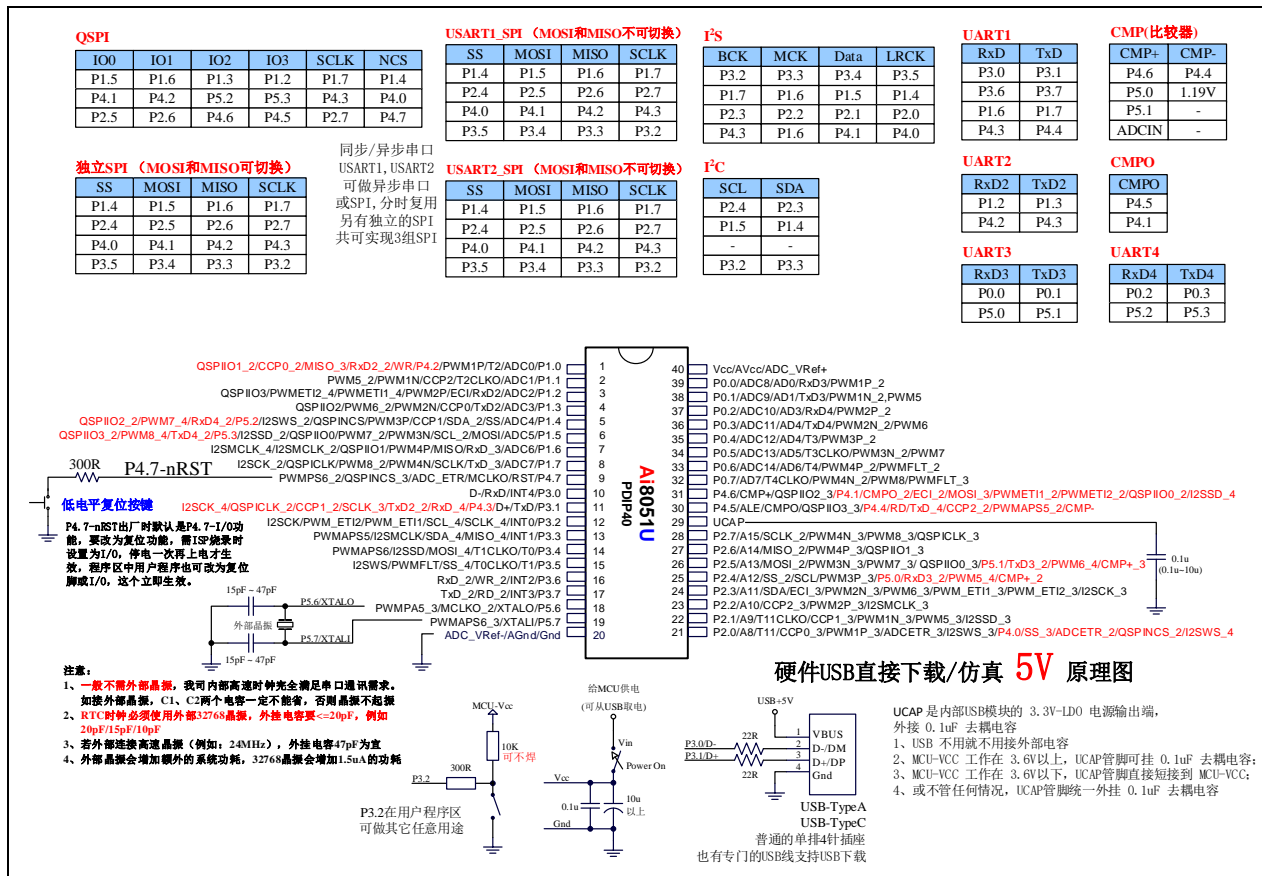 QSPI
IO0 IO1 IO2 IO3 SCLK NCS
P1.5 P1.6 P1.3 P1.2 P1.7 P1.4
P4.1 P4.2 P5.2 P5.3 P4.3 P4.0
P2.5 P2.6 P4.6 P4.5 P2.7 P4.7
USART1_SPI （MOSI和MISO不可切换）
SS MOSI MISO SCLK
P1.4 P1.5 P1.6 P1.7
P2.4 P2.5 P2.6 P2.7
P4.0 P4.1 P4.2 P4.3
P3.5 P3.4 P3.3 P3.2
I²S
BCK MCK Data LRCK
P3.2 P3.3 P3.4 P3.5
P1.7 P1.6 P1.5 P1.4
P2.3 P2.2 P2.1 P2.0
P4.3 P1.6 P4.1 P4.0
UART1
RxD TxD
P3.0 P3.1
P3.6 P3.7
P1.6 P1.7
P4.3 P4.4
CMP(比较器)
CMP+ CMP-
P4.6 P4.4
P5.0 1.19V
P5.1 -
ADCIN -
独立SPI （MOSI和MISO可切换）
SS MOSI MISO SCLK
P1.4 P1.5 P1.6 P1.7
P2.4 P2.5 P2.6 P2.7
P4.0 P4.1 P4.2 P4.3
P3.5 P3.4 P3.3 P3.2
同步/异步串口
USART1,USART2
可做异步串口
或SPI,分时复用
另有独立的SPI
共可实现3组SPI
USART2_SPI （MOSI和MISO不可切换）
SS MOSI MISO SCLK
P1.4 P1.5 P1.6 P1.7
P2.4 P2.5 P2.6 P2.7
P4.0 P4.1 P4.2 P4.3
P3.5 P3.4 P3.3 P3.2
I²C
SCL SDA
P2.4 P2.3
P1.5 P1.4
- -
P3.2 P3.3
UART2
RxD2 TxD2
P1.2 P1.3
P4.2 P4.3
CMPO
CMPO
P4.5
P4.1
UART3
RxD3 TxD3
P0.0 P0.1
P5.0 P5.1
UART4
RxD4 TxD4
P0.2 P0.3
P5.2 P5.3
QSPIIO1_2/CCP0_2/MISO_3/RxD2_2/WR/P4.2/PWM1P/T2/ADC0/P1.0 1
PWM5_2/PWM1N/CCP2/T2CLKO/ADC1/P1.1 2
QSPIIO3/PWMETI2_4/PWMETI1_4/PWM2P/ECI/RxD2/ADC2/P1.2 3
QSPIIO2/PWM6_2/PWM2N/CCP0/TxD2/ADC3/P1.3 4
QSPIIO2_2/PWM7_4/RxD4_2/P5.2/I2SWS_2/QSPINCS/PWM3P/CCP1/SDA_2/SS/ADC4/P1.4 5
QSPIIO3_2/PWM8_4/TxD4_2/P5.3/I2SSD_2/QSPIIO0/PWM7_2/PWM3N/SCL_2/MOSI/ADC5/P1.5 6
I2SMCLK_4/I2SMCLK_2/QSPIIO1/PWM4P/MISO/RxD_3/ADC6/P1.6 7
I2SCK_2/QSPICLK/PWM8_2/PWM4N/SCLK/TxD_3/ADC7/P1.7 8
PWMPS6_2/QSPINCS_3/ADC_ETR/MCLKO/RST/P4.7 9
D-/RxD/INT4/P3.0 10
I2SCK_4/QSPICLK_2/CCP1_2/SCLK_3/TxD2_2/RD_4/P4.3/D+/TxD/P3.1 11
I2SCK/PWM_ETI2/PWM_ETI1/SCL_4/SCLK_4/INT0/P3.2 12
PWMAPS5/I2SMCLK/SDA_4/MISO_4/INT1/P3.3 13
PWMAPS6/I2SSD/MOSI_4/T1CLKO/T0/P3.4 14
I2SWS/PWMFLT/SS_4/T0CLKO/T1/P3.5 15
RxD_2/WR_2/INT2/P3.6 16
TxD_2/RD_2/INT3/P3.7 17
PWMPA5_3/MCLKO_2/XTALO/P5.6 18
PWMAPS6_3/XTALI/P5.7 19
ADC_VRef-/AGnd/Gnd 20
Ai8051U
PDIP40
40 Vcc/AVcc/ADC_VRef+
39 P0.0/ADC8/AD0/RxD3/PWM1P_2
38 P0.1/ADC9/AD1/TxD3/PWM1N_2,PWM5
37 P0.2/ADC10/AD3/RxD4/PWM2P_2
36 P0.3/ADC11/AD4/TxD4/PWM2N_2/PWM6
35 P0.4/ADC12/AD4/T3/PWM3P_2
34 P0.5/ADC13/AD5/T3CLKO/PWM3N_2/PWM7
33 P0.6/ADC14/AD6/T4/PWM4P_2/PWMFLT_2
32 P0.7/AD7/T4CLKO/PWM4N_2/PWM8/PWMFLT_3
31 P4.6/CMP+/QSPIIO2_3/P4.1/CMPO_2/ECI_2/MOSI_3/PWMETI1_2/PWMETI2_2/QSPIIO0_2/I2SSD_4
30 P4.5/ALE/CMPO/QSPIIO3_3/P4.4/RD/TxD_4/CCP2_2/PWMAPS5_2/CMP-
29 UCAP
28 P2.7/A15/SCLK_2/PWM4N_3/PWM8_3/QSPICLK_3
27 P2.6/A14/MISO_2/PWM4P_3/QSPIIO1_3
26 P2.5/A13/MOSI_2/PWM3N_3/PWM7_3/ QSPIIO0_3/P5.1/TxD3_2/PWM6_4/CMP+_3
25 P2.4/A12/SS_2/SCL/PWM3P_3/P5.0/RxD3_2/PWM5_4/CMP+_2
24 P2.3/A11/SDA/ECI_3/PWM2N_3/PWM6_3/PWM_ETI1_3/PWM_ETI2_3/I2SCK_3
23 P2.2/A10/CCP2_3/PWM2P_3/I2SMCLK_3
22 P2.1/A9/T11CLKO/CCP1_3/PWM1N_3/PWM5_3/I2SSD_3
21 P2.0/A8/T11/CCP0_3/PWM1P_3/ADCETR_3/I2SWS_3/P4.0/SS_3/ADCETR_2/QSPINCS_2/I2SWS_4
0.1u
(0.1u~10u)
300R P4.7-nRST
低电平复位按键
P4.7-nRST出厂时默认是P4.7-I/O功
能，要改为复位功能，需ISP烧录时
设置为I/O，停电一次再上电才生
效，程序区中用户程序也可改为复位
脚或I/O，这个立即生效。
15pF ~ 47pF
P5.6/XTALO
外部晶振
P5.7/XTALI
15pF ~ 47pF
注意：
1、一般不需外部晶振，我司内部高速时钟完全满足串口通讯需求。
如接外部晶振，C1、C2两个电容一定不能省，否则晶振不起振
2、RTC时钟必须使用外部32768晶振，外挂电容要<=20pF，例如
20pF/15pF/10pF
3、若外部连接高速晶振（例如：24MHz），外挂电容47pF为宜
4、外部晶振会增加额外的系统功耗，32768晶振会增加1.5uA的功耗
MCU-Vcc
10K
可不焊
300R
P3.2
P3.2在用户程序区
可做其它任意用途
给MCU供电
(可从USB取电)
Vin
Power On
Vcc
0.1u
10u
以上
Gnd
硬件USB直接下载/仿真 5V 原理图
USB+5V
22R
P3.0/D-
P3.1/D+
22R
1 VBUS
2 D-/DM
3 D+/DP
4 Gnd
USB-TypeA
USB-TypeC
普通的单排4针插座
也有专门的USB线支持USB下载
UCAP 是内部USB模块的 3.3V-LDO 电源输出端，
外接 0.1uF 去耦电容
1、USB 不用就不用接外部电容
2、MCU-VCC 工作在 3.6V以上，UCAP管脚可挂 0.1uF 去耦电容；
3、MCU-VCC 工作在 3.6V以下，UCAP管脚直接短接到 MCU-VCC；
4、或不管任何情况，UCAP管脚统一外挂 0.1uF 去耦电容